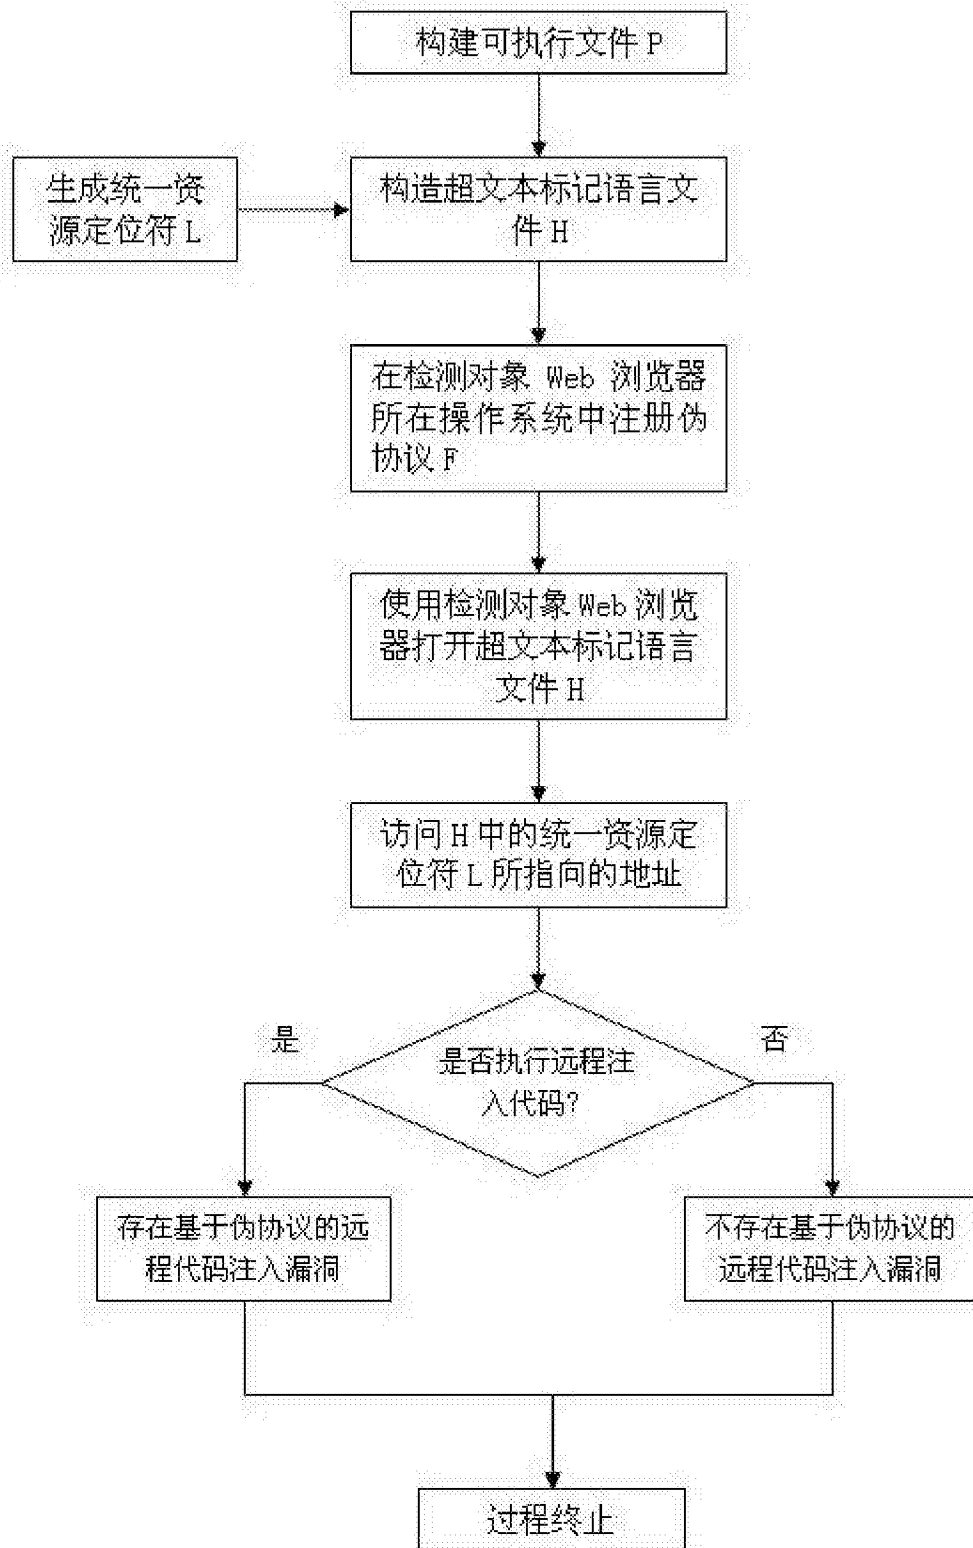 构建可执行文件 P
生成统一资
源定位符 L
构造超文本标记语言文
件 H
在检测对象 Web 浏览器
所在操作系统中注册伪
协议 F
使用检测对象 Web 浏览
器打开超文本标记语言
文件 H
访问 H 中的统一资源定
位符 L 所指向的地址
是
否
是否执行远程注
入代码?
存在基于伪协议的远
程代码注入漏洞
不存在基于伪协议的
远程代码注入漏洞
过程终止